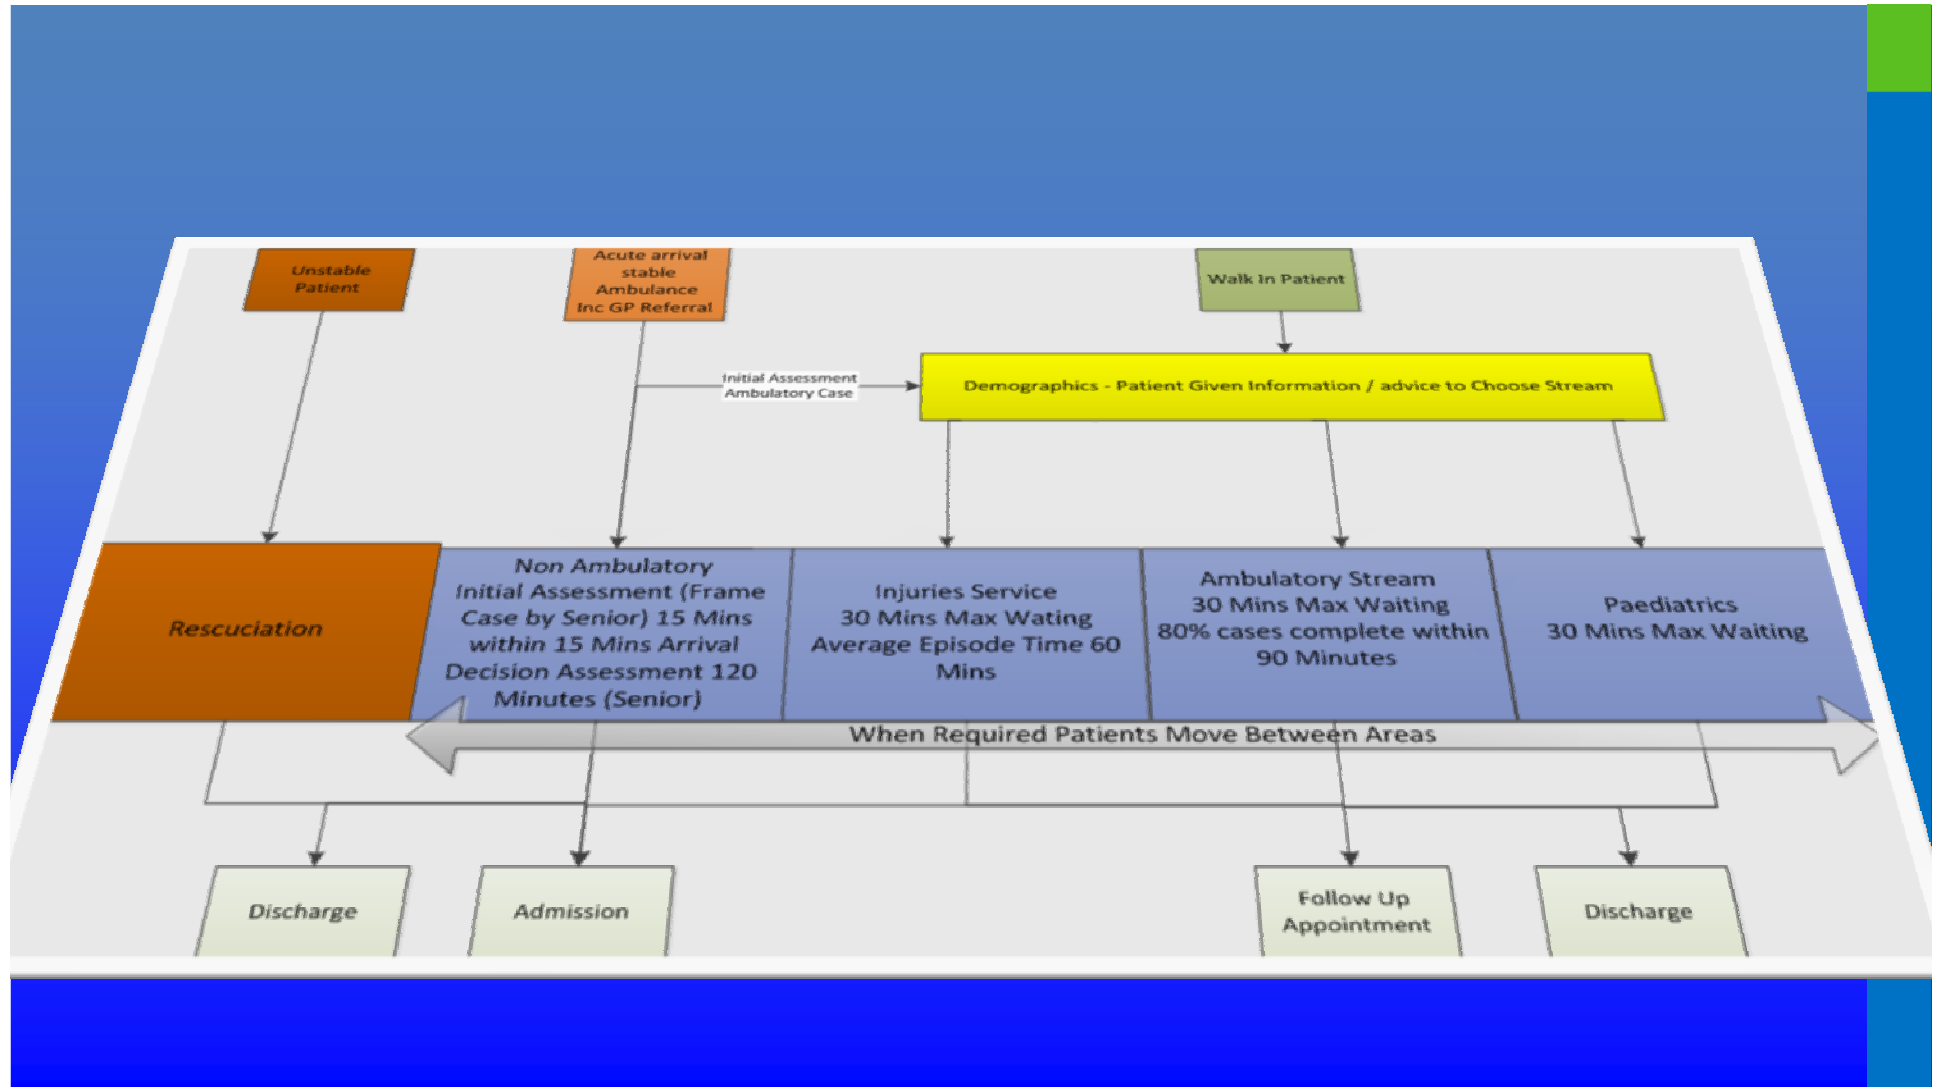 Unstable
Patient
Acute arrival
stable
Ambulance
Inc GP Referral
Walk In Patient
Initial Assessment
Ambulatory Case
Demographics - Patient Given Information / advice to Choose Stream
Rescuciation
Non Ambulatory
Initial Assessment (Frame
Case by Senior) 15 Mins
within 15 Mins Arrival
Decision Assessment 120
Minutes (Senior)
Injuries Service
30 Mins Max Wating
Average Episode Time 60
Mins
Ambulatory Stream
30 Mins Max Waiting
80% cases complete within
90 Minutes
Paediatrics
30 Mins Max Waiting
When Required Patients Move Between Areas
Discharge
Admission
Follow Up
Appointment
Discharge